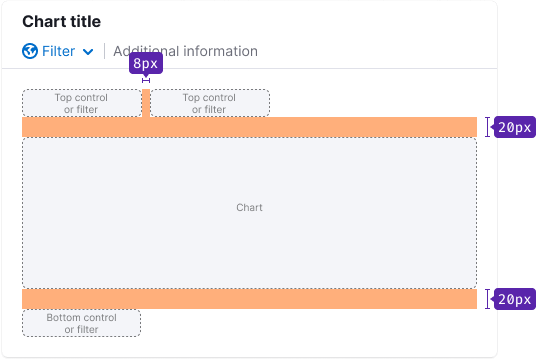 Chart title
Filter Additional information
8px
Top control
or filter
Top control
or filter
20px
Chart
20px
Bottom control
or filter